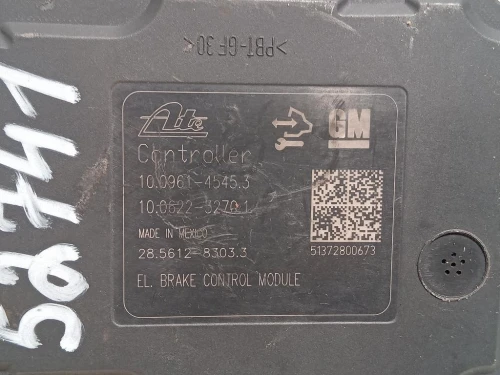 >PBT-GF30<
Ate
GM
Controller
10.0961-4545.3
10.0622-3270.1
MADE IN MEXICO
28.5612-8303.3
51372800673
EL. BRAKE CONTROL MODULE